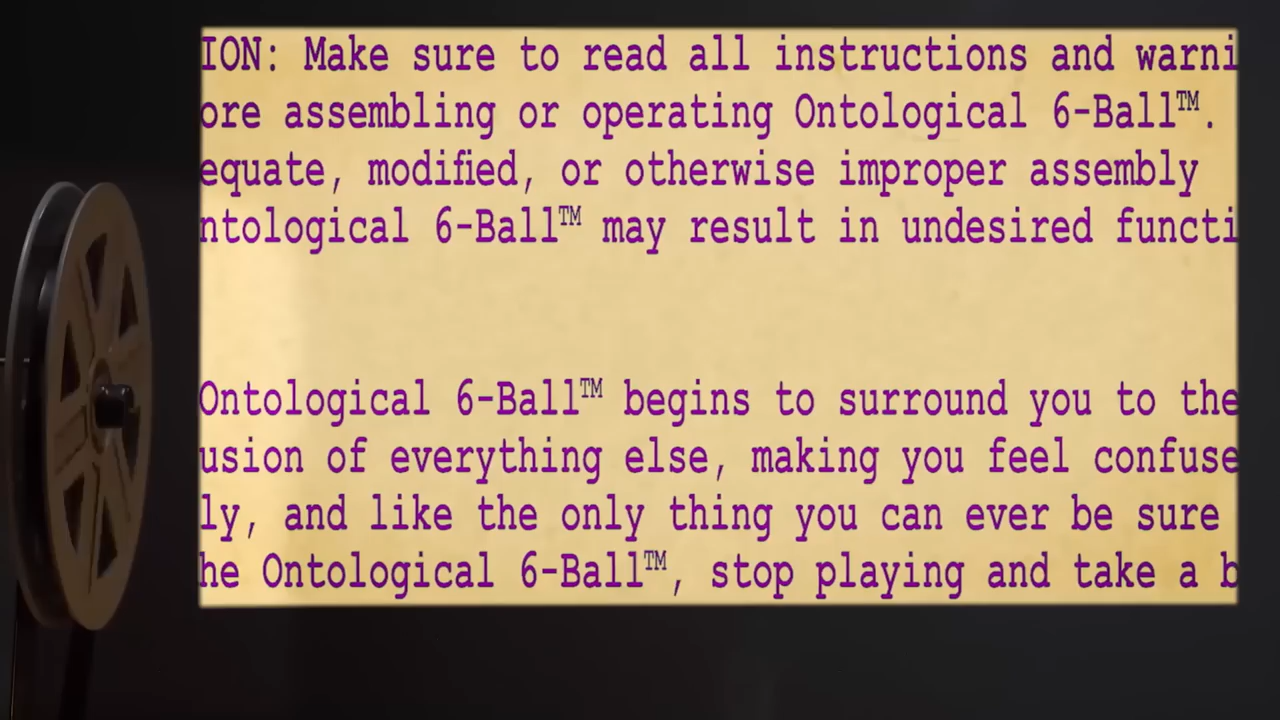 ION: Make sure to read all instructions and warni
ore assembling or operating Ontological 6-Ball™.
equate, modified, or otherwise improper assembly
ntological 6-Ball™ may result in undesired functi
Ontological 6-Ball™ begins to surround you to the
usion of everything else, making you feel confuse
ly, and like the only thing you can ever be sure
he Ontological 6-Ball™, stop playing and take a b